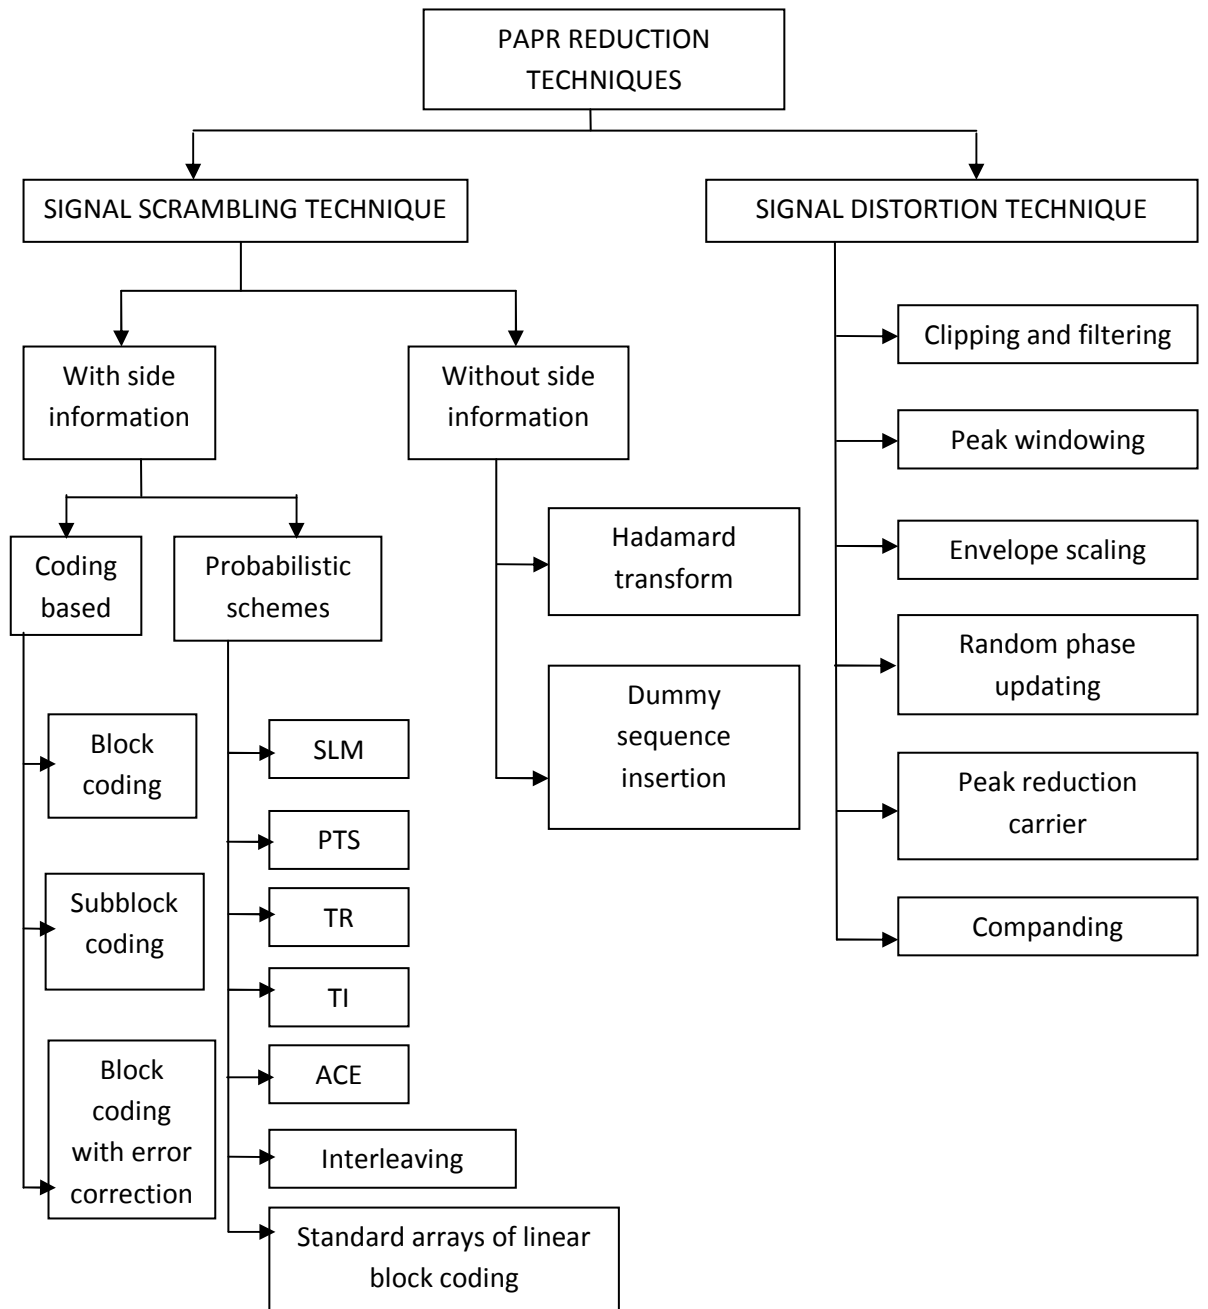 PAPR REDUCTION
TECHNIQUES
SIGNAL SCRAMBLING TECHNIQUE
SIGNAL DISTORTION TECHNIQUE
With side
information
Without side
information
Coding
based
Probabilistic
schemes
Block
coding
Subblock
coding
Block
coding
with error
correction
SLM
PTS
TR
TI
ACE
Interleaving
Standard arrays of linear
block coding
Hadamard
transform
Dummy
sequence
insertion
Clipping and filtering
Peak windowing
Envelope scaling
Random phase
updating
Peak reduction
carrier
Companding